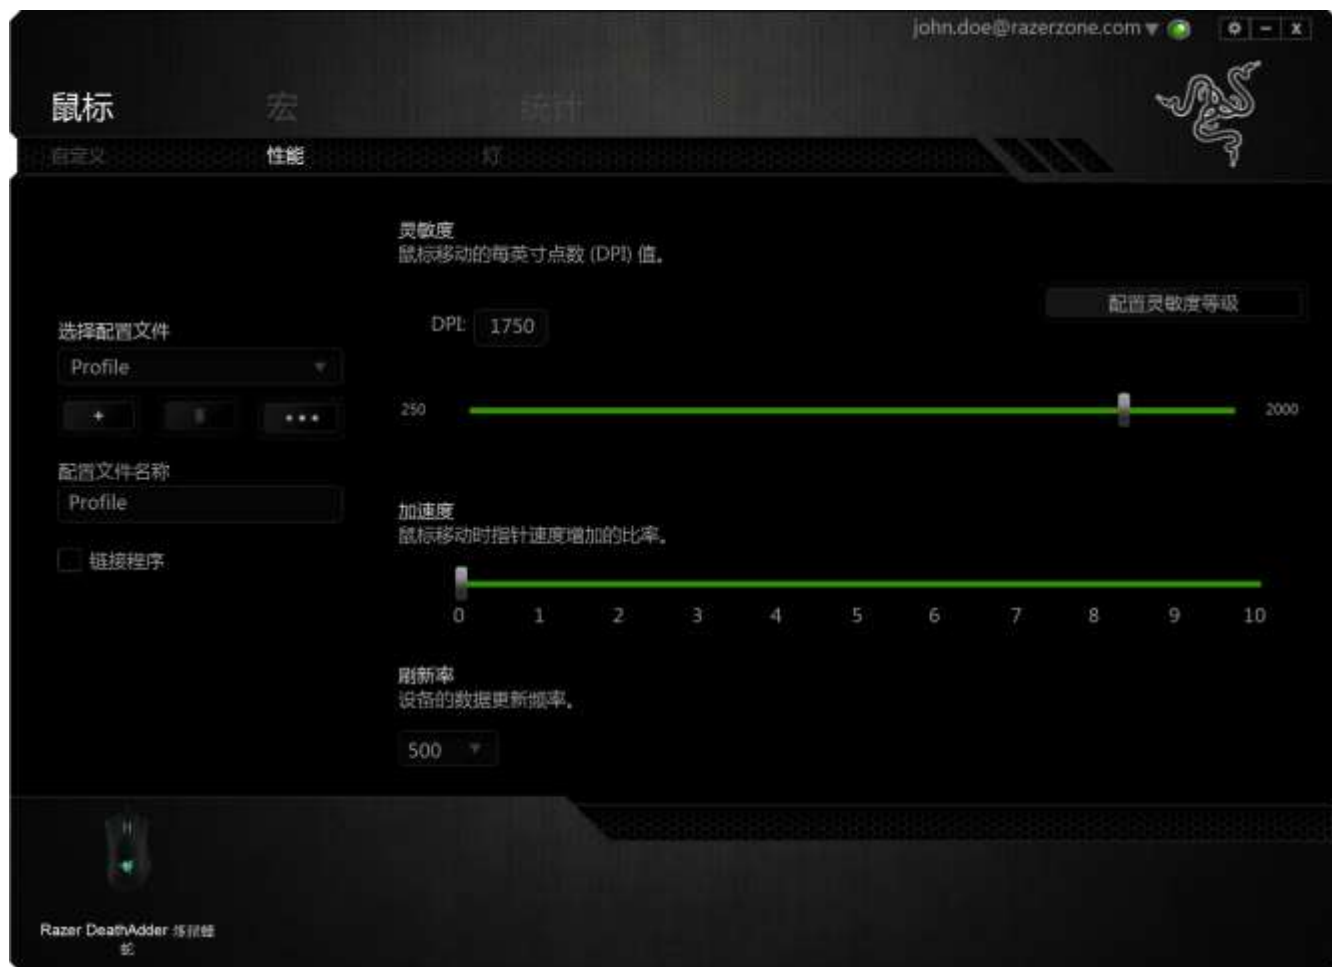 john.doe@razerzone.com
鼠标 宏 统计
自定义 性能 灯
灵敏度
鼠标移动的每英寸点数 (DPI) 值。
配置灵敏度等级
选择配置文件
DPI: 1750
Profile
+
250 2000
配置文件名称
Profile
加速度
鼠标移动时指针速度增加的比率。
链接程序
0 1 2 3 4 5 6 7 8 9 10
刷新率
设备的数据更新频率。
500
Razer DeathAdder
蛇